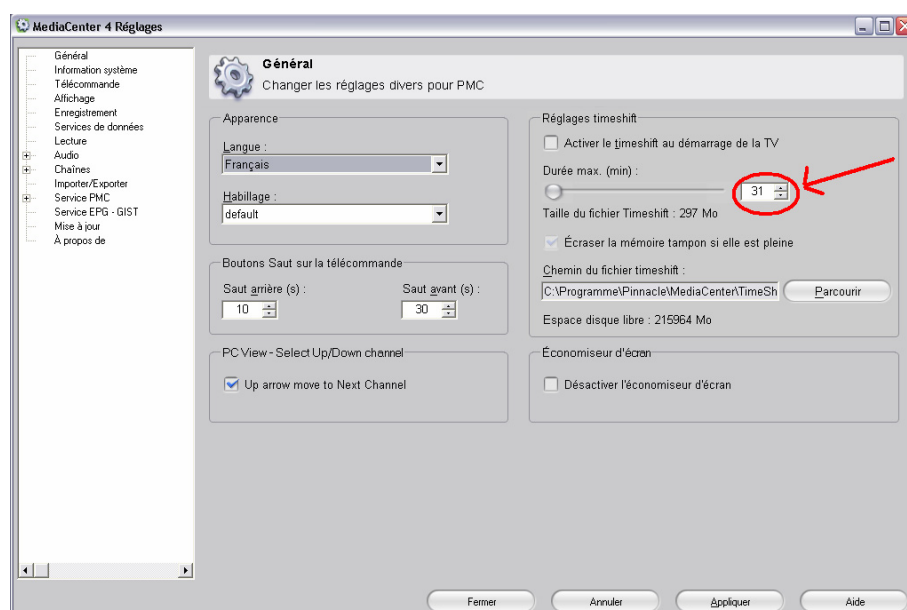 MediaCenter 4 Réglages
Général
Information système
Télécommande
Affichage
Enregistrement
Services de données
Lecture
Audio
Chaînes
Importer/Exporter
Service PMC
Service EPG - GIST
Mise à jour
À propos de
Général
Changer les réglages divers pour PMC
Apparence
Langue :
Français
Habillage :
default
Boutons Saut sur la télécommande
Saut arrière (s) :
Saut avant (s) :
10
30
PC View - Select Up/Down channel
Up arrow move to Next Channel
Réglages timeshift
Activer le timeshift au démarrage de la TV
Durée max. (min) :
31
Taille du fichier Timeshift : 297 Mo
Écraser la mémoire tampon si elle est pleine
Chemin du fichier timeshift :
C:\Programme\Pinnacle\MediaCenter\TimeSh
Parcourir
Espace disque libre : 215964 Mo
Économiseur d'écran
Désactiver l'économiseur d'écran
Fermer
Annuler
Appliquer
Aide